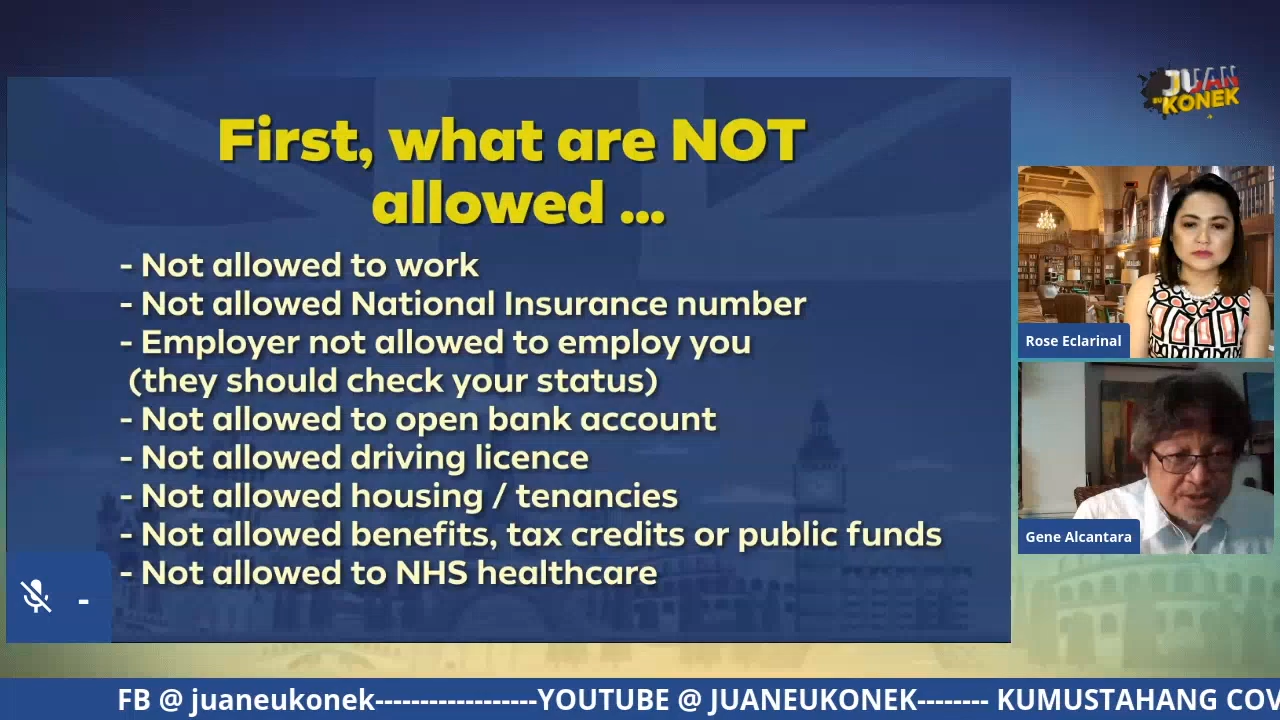 First, what are NOT
allowed ...
- Not allowed to work
- Not allowed National Insurance number
- Employer not allowed to employ you
(they should check your status)
- Not allowed to open bank account
- Not allowed driving licence
- Not allowed housing / tenancies
- Not allowed benefits, tax credits or public funds
- Not allowed to NHS healthcare
-
JUAN
EU KONEK
Rose Eclarinal
Gene Alcantara
FB @ juaneukonek-----------------YOUTUBE @ JUANEUKONEK-------- KUMUSTAHANG COV